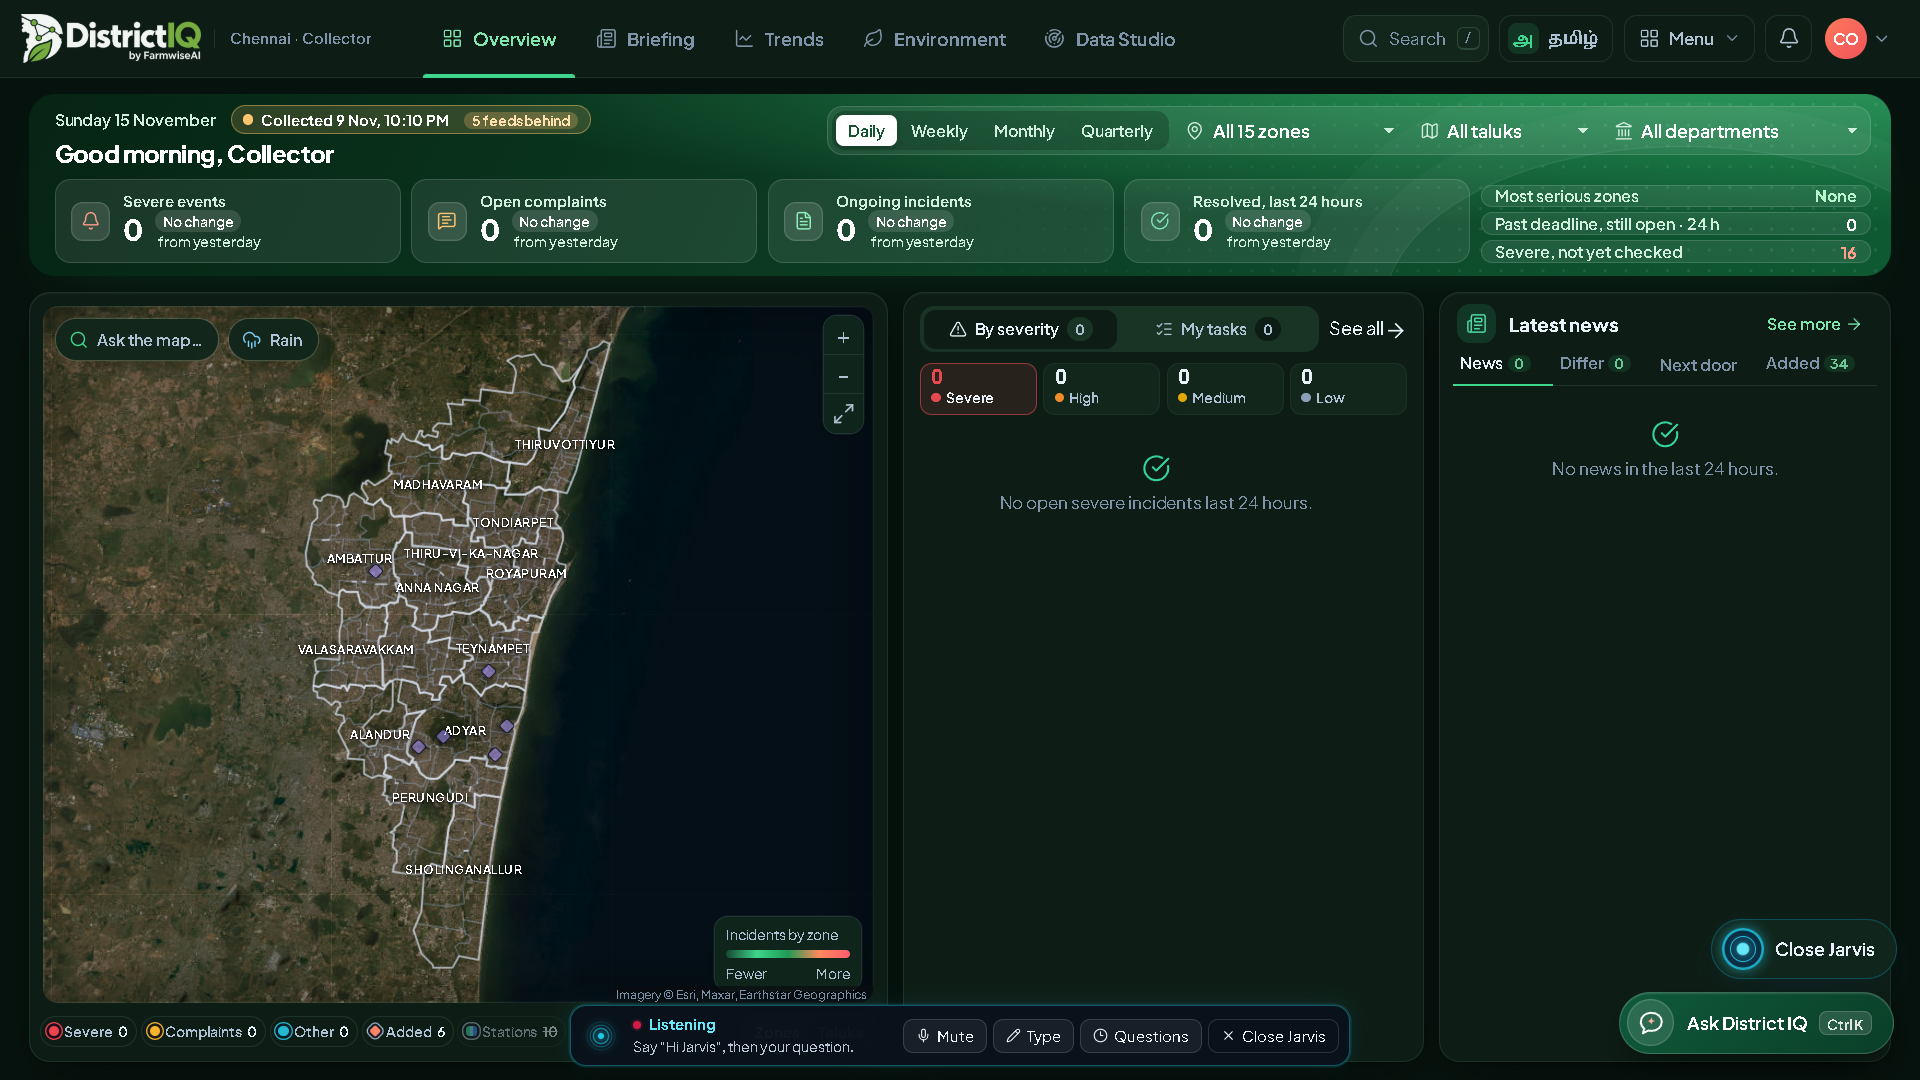 DistrictIQ
by FarmwiseAI
Chennai · Collector
Overview
Briefing
Trends
Environment
Data Studio
Search /
அ தமிழ்
Menu
CO
Sunday 15 November
Collected 9 Nov, 10:10 PM 5 feeds behind
Good morning, Collector
Daily Weekly Monthly Quarterly
All 15 zones
All taluks
All departments
Severe events
0 No change
from yesterday
Open complaints
0 No change
from yesterday
Ongoing incidents
0 No change
from yesterday
Resolved, last 24 hours
0 No change
from yesterday
Most serious zones None
Past deadline, still open · 24 h 0
Severe, not yet checked 16
Ask the map...
Rain
+
−
THIRUVOTTIYUR
MADHAVARAM
TONDIARPET
AMBATTUR
THIRU-VI-KA-NAGAR
ROYAPURAM
ANNA NAGAR
VALASARAVAKKAM
TEYNAMPET
ALANDUR
ADYAR
PERUNGUDI
SHOLINGANALLUR
Incidents by zone
Fewer More
Imagery © Esri, Maxar, Earthstar Geographics
Severe 0
Complaints 0
Other 0
Added 6
Stations 10
By severity 0
My tasks 0
See all
0
Severe
0
High
0
Medium
0
Low
No open severe incidents last 24 hours.
Latest news
See more
News 0
Differ 0
Next door
Added 34
No news in the last 24 hours.
Listening
Say "Hi Jarvis", then your question.
Mute
Type
Questions
Close Jarvis
Close Jarvis
Ask District IQ Ctrl K